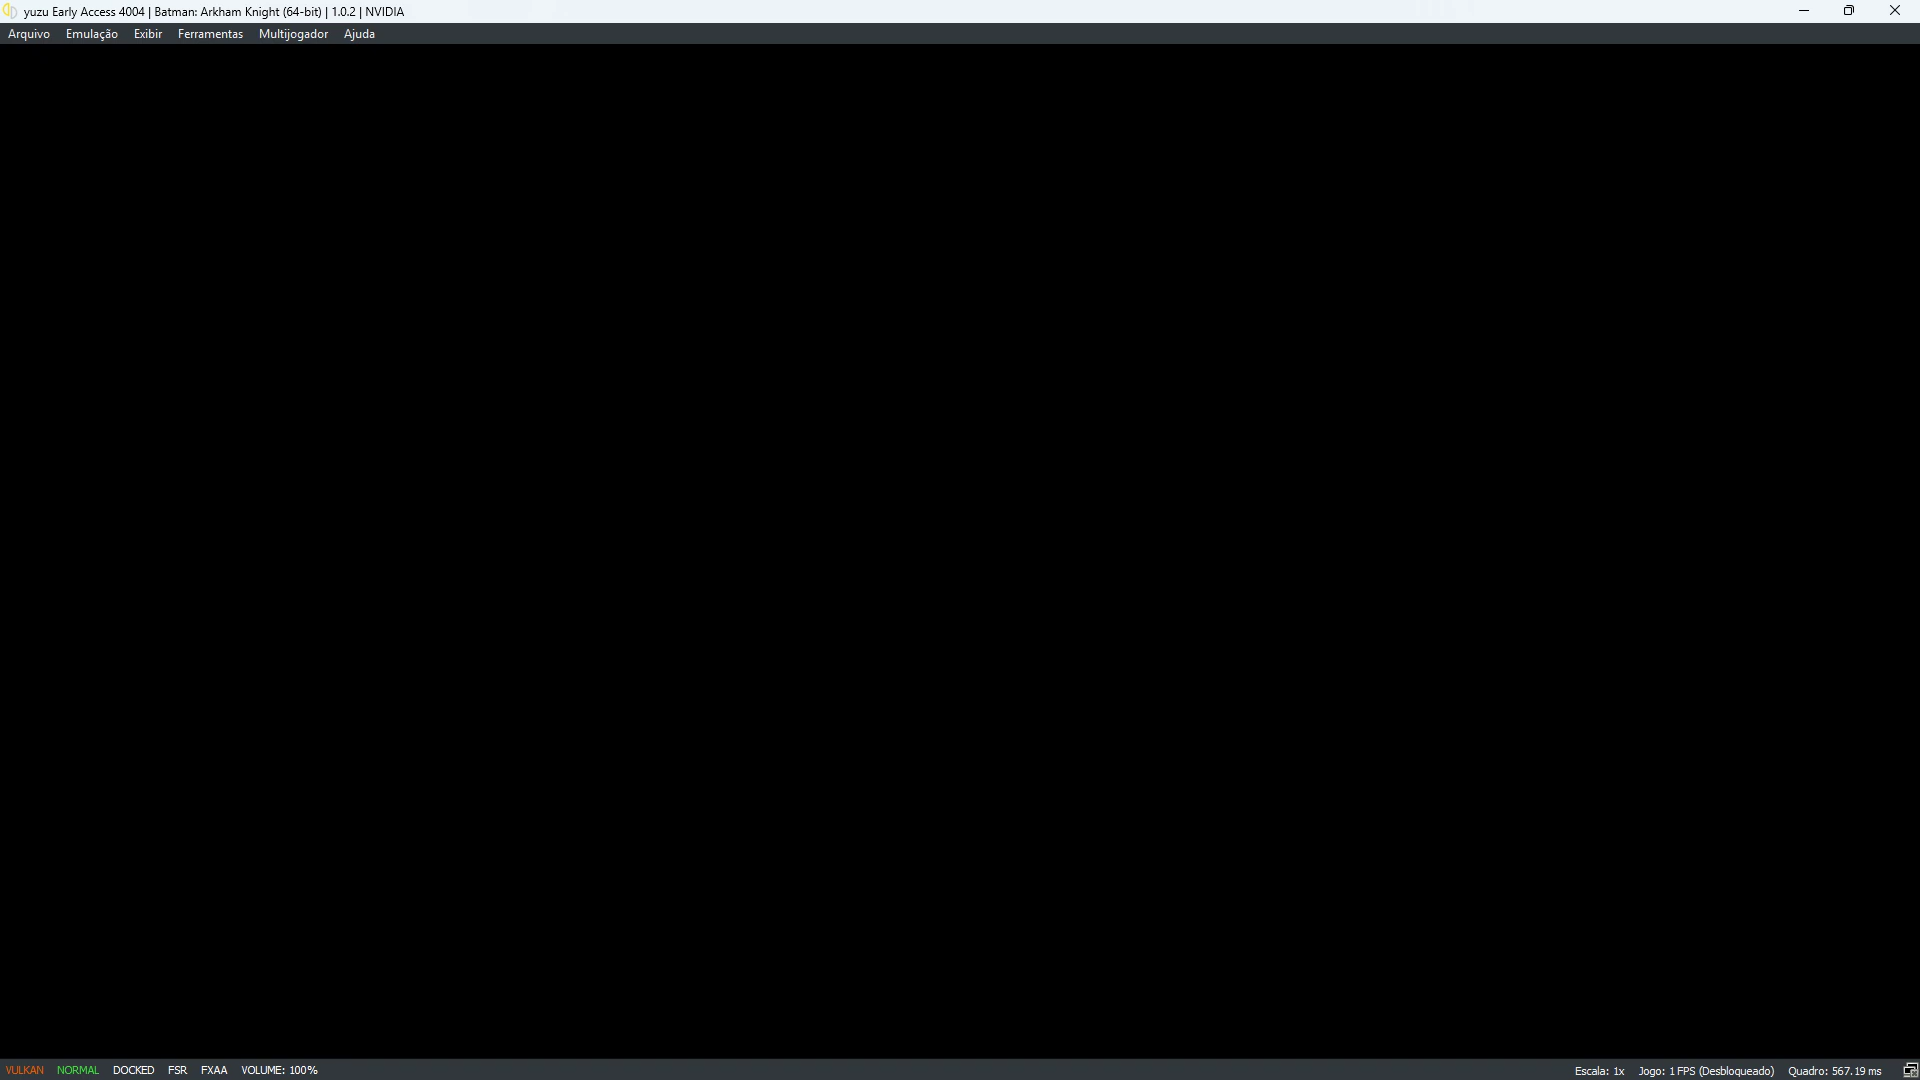 yuzu Early Access 4004 | Batman: Arkham Knight (64-bit) | 1.0.2 | NVIDIA
Arquivo Emulação Exibir Ferramentas Multijogador Ajuda
VULKAN NORMAL DOCKED FSR FXAA VOLUME: 100% Escala: 1x Jogo: 1 FPS (Desbloqueado) Quadro: 567.19 ms